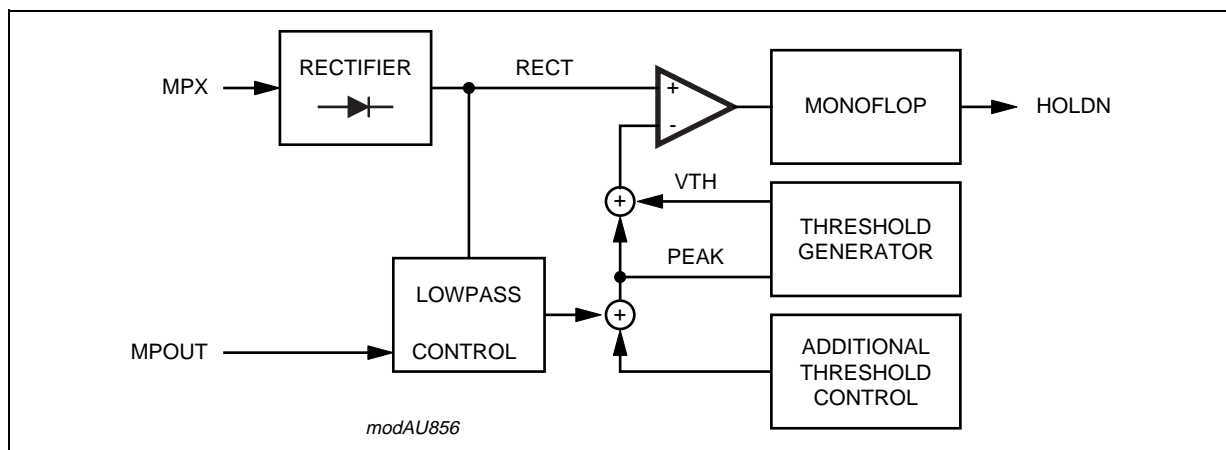 RECTIFIER
MPX
RECT
+
-
MONOFLOP
HOLDN
VTH
+
THRESHOLD
GENERATOR
PEAK
LOWPASS
CONTROL
+
MPOUT
ADDITIONAL
THRESHOLD
CONTROL
modAU856